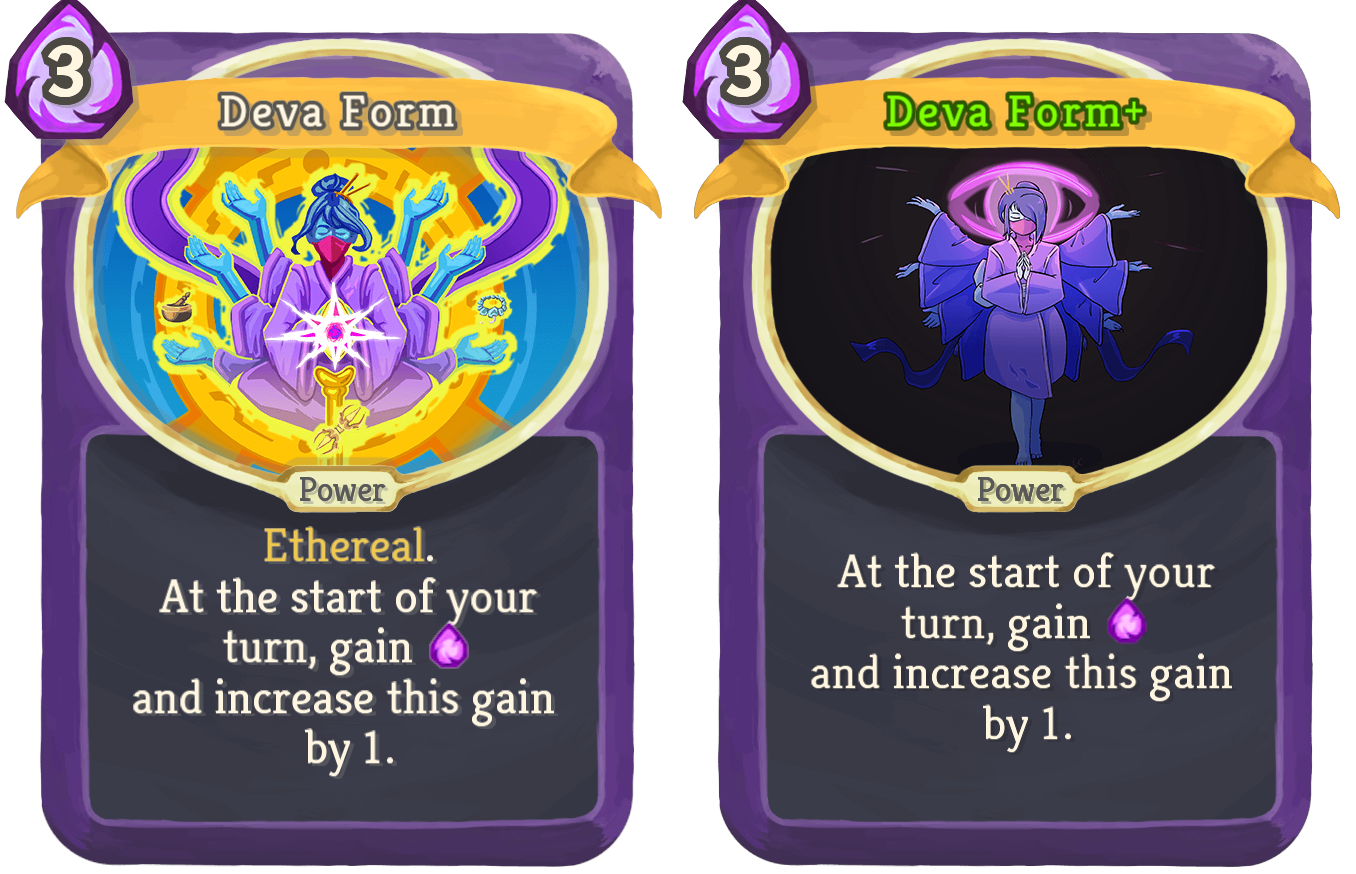 3
Deva Form
Power
Ethereal.
At the start of your
turn, gain
and increase this gain
by 1.
3
Deva Form+
Power
At the start of your
turn, gain
and increase this gain
by 1.